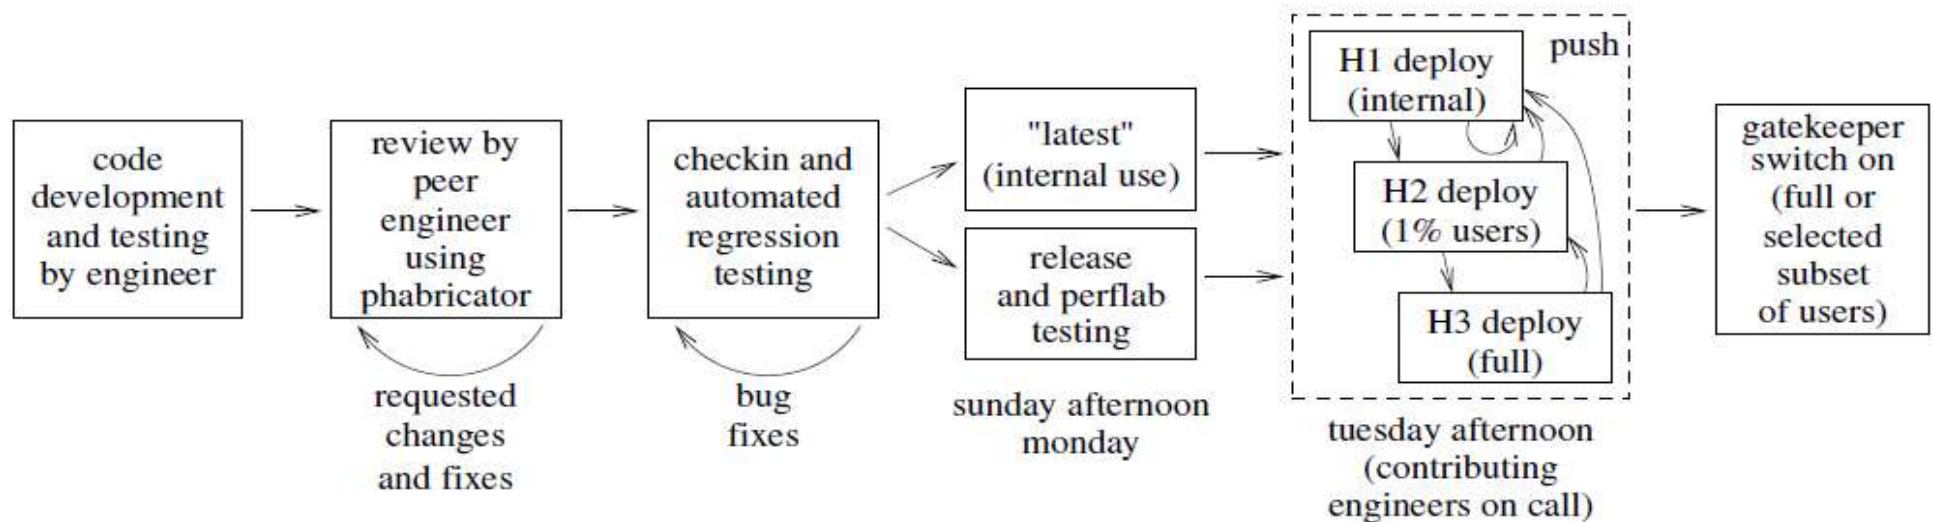 code
development
and testing
by engineer
review by
peer
engineer
using
phabricator
requested
changes
and fixes
checkin and
automated
regression
testing
bug
fixes
"latest"
(internal use)
release
and perflab
testing
sunday afternoon
monday
push
H1 deploy
(internal)
H2 deploy
(1% users)
H3 deploy
(full)
tuesday afternoon
(contributing
engineers on call)
gatekeeper
switch on
(full or
selected
subset
of users)